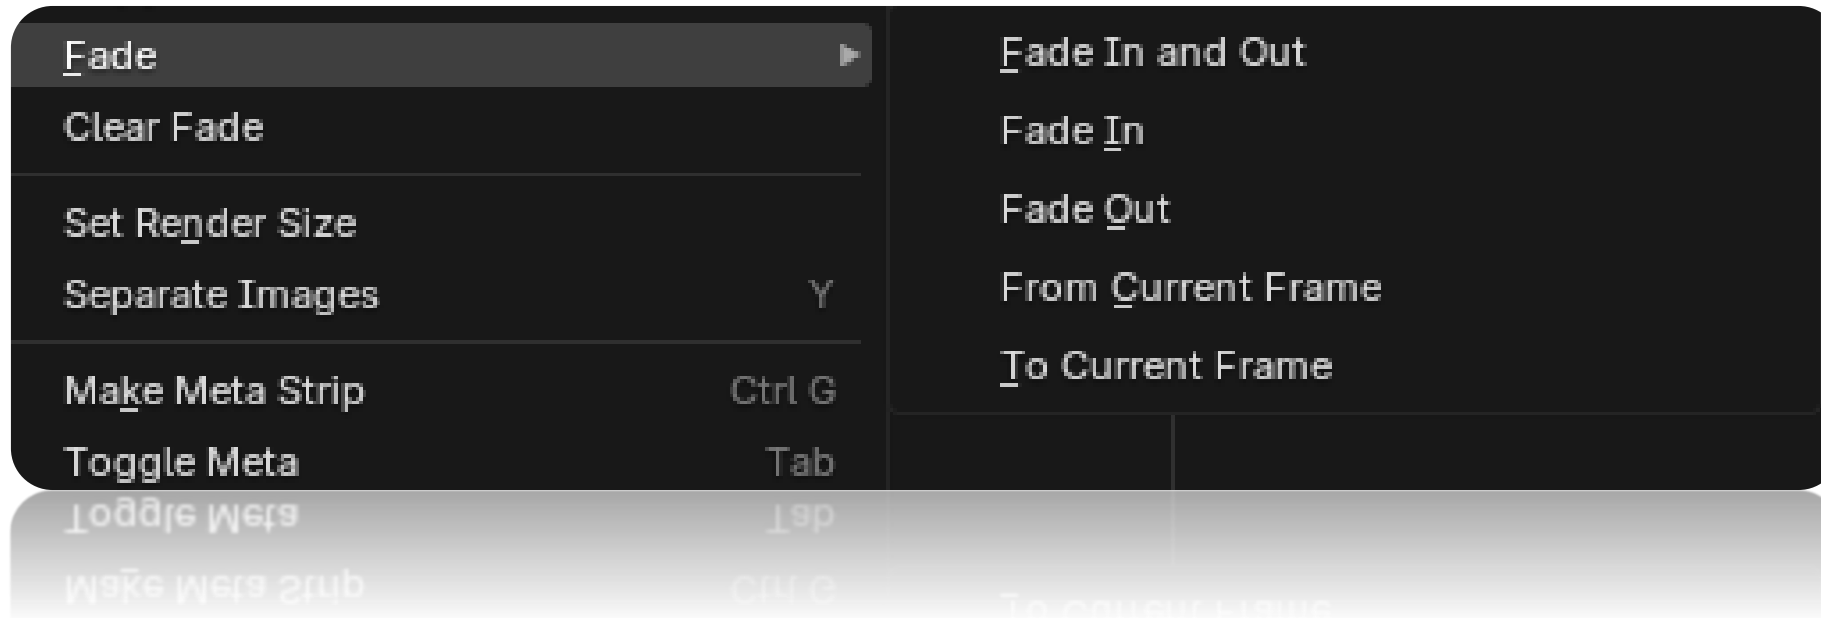 Fade
Clear Fade
Set Render Size
Separate Images Y
Make Meta Strip Ctrl G
Toggle Meta Tab
Fade In and Out
Fade In
Fade Out
From Current Frame
To Current Frame